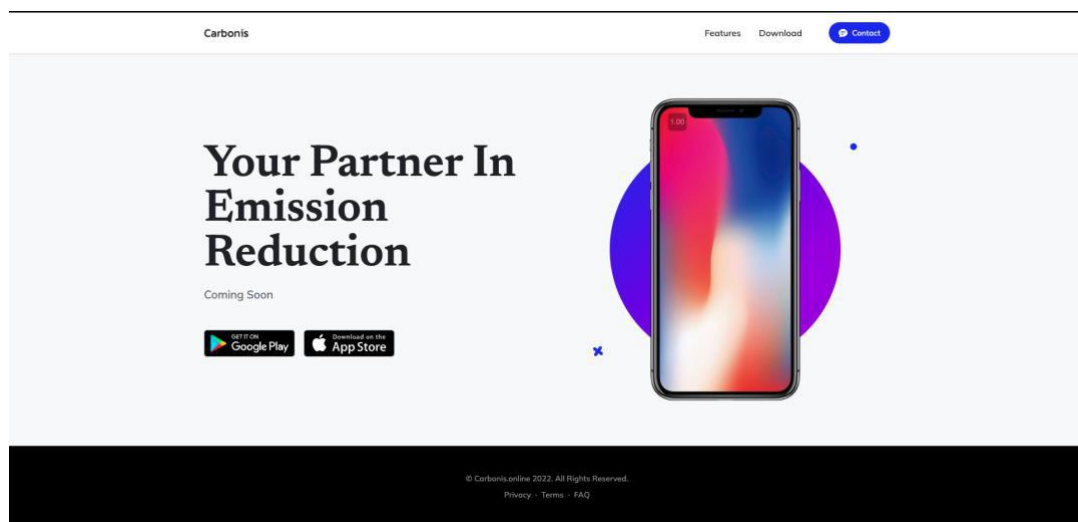 Carbonis
Features
Download
Contact
1.00
Your Partner In
Emission
Reduction
Coming Soon
GET IT ON
Google Play
Download on the
App Store
© Carbonis.online 2022. All Rights Reserved.
Privacy · Terms · FAQ